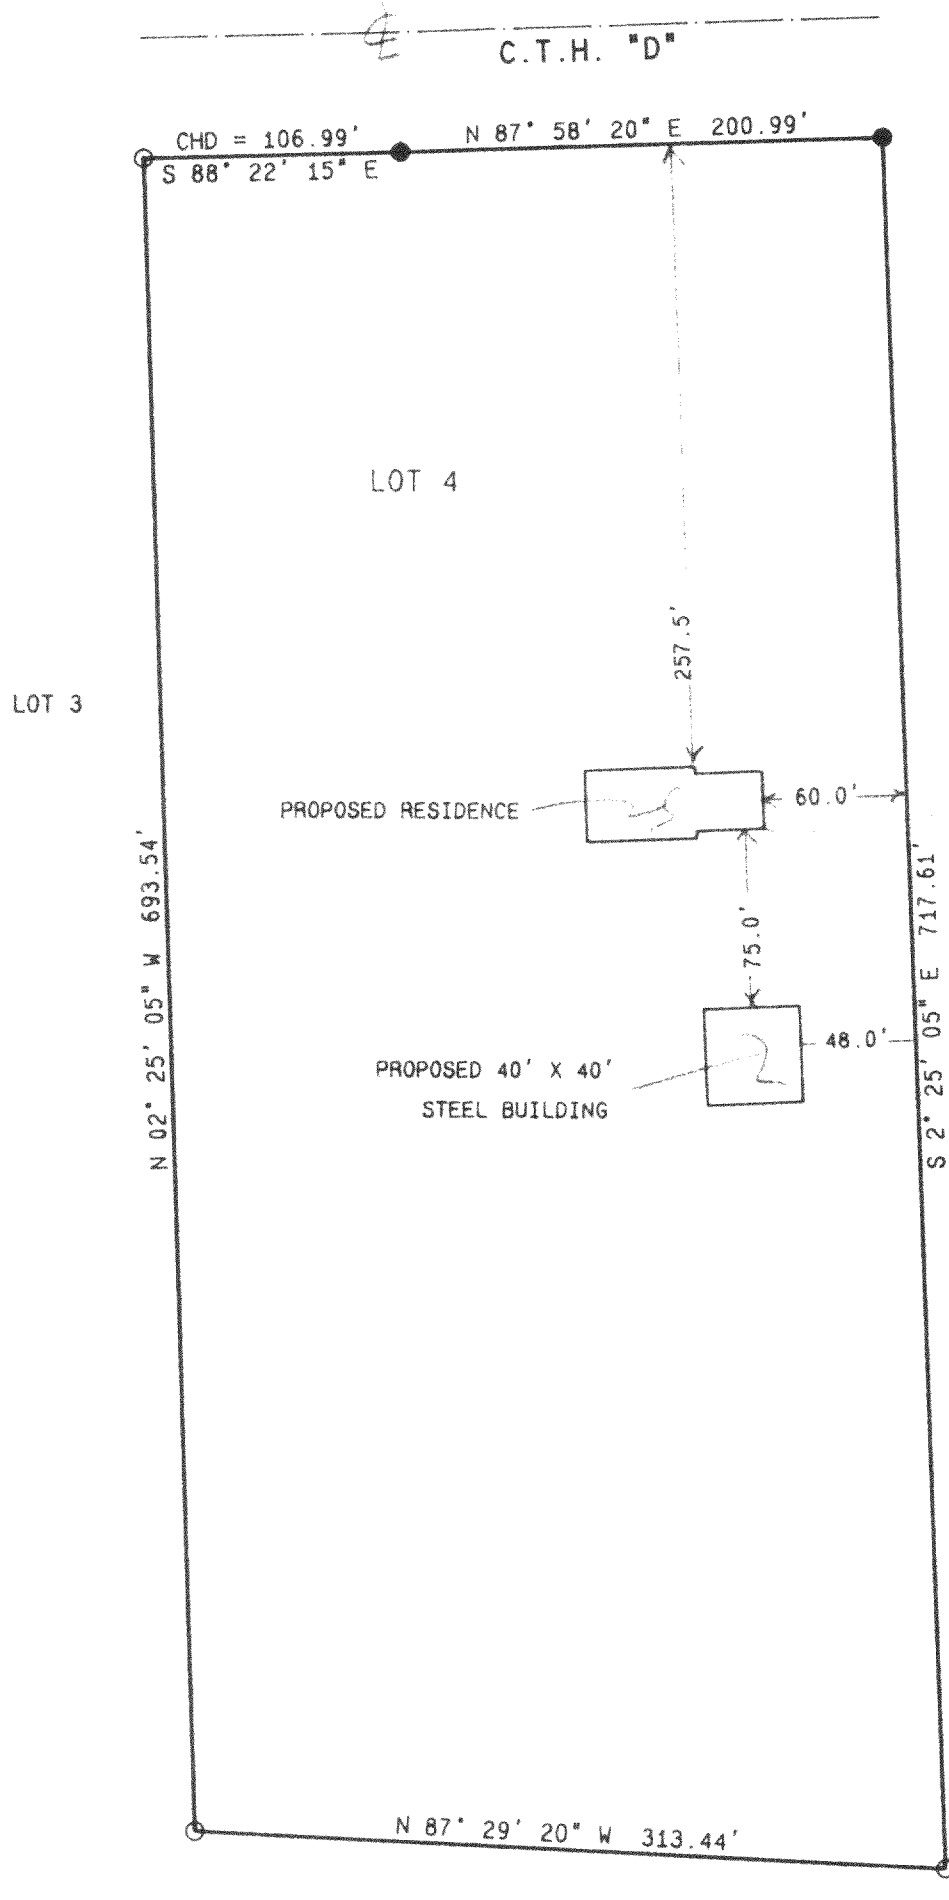 ℄
C.T.H. "D"
CHD = 106.99'
N 87° 58' 20" E 200.99'
S 88° 22' 15" E
LOT 4
257.5'
LOT 3
PROPOSED RESIDENCE
60.0'
N 02° 25' 05" W 693.54'
S 2° 25' 05" E 717.61'
75.0'
48.0'
PROPOSED 40' X 40'
STEEL BUILDING
N 87° 29' 20" W 313.44'